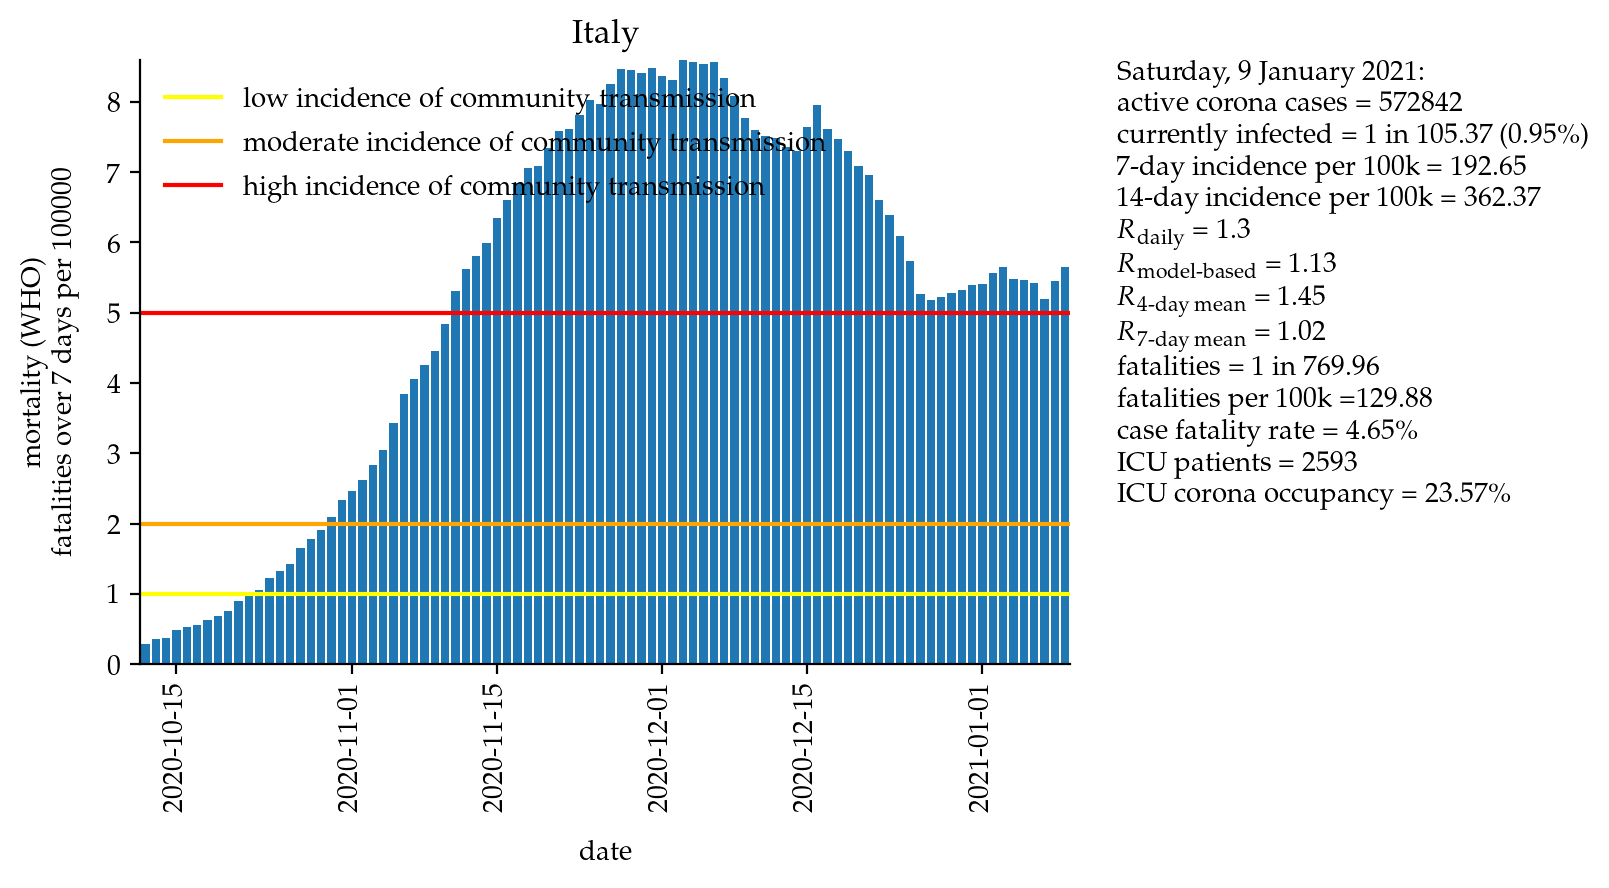 Italy
low incidence of community transmission
moderate incidence of community transmission
high incidence of community transmission
mortality (WHO)
fatalities over 7 days per 100000
8
7
6
5
4
3
2
1
0
2020-10-15
2020-11-01
2020-11-15
2020-12-01
2020-12-15
2021-01-01
date
Saturday, 9 January 2021:
active corona cases = 572842
currently infected = 1 in 105.37 (0.95%)
7-day incidence per 100k = 192.65
14-day incidence per 100k = 362.37
R daily = 1.3
R model-based = 1.13
R 4-day mean = 1.45
R 7-day mean = 1.02
fatalities = 1 in 769.96
fatalities per 100k =129.88
case fatality rate = 4.65%
ICU patients = 2593
ICU corona occupancy = 23.57%